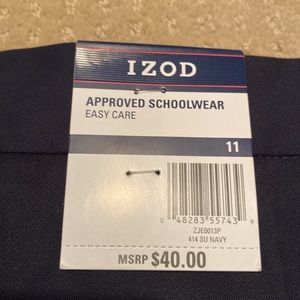 IZOD
APPROVED SCHOOLWEAR
EASY CARE
11
0 48283 55743 9
ZJE0013P
414 SU NAVY
MSRP $40.00